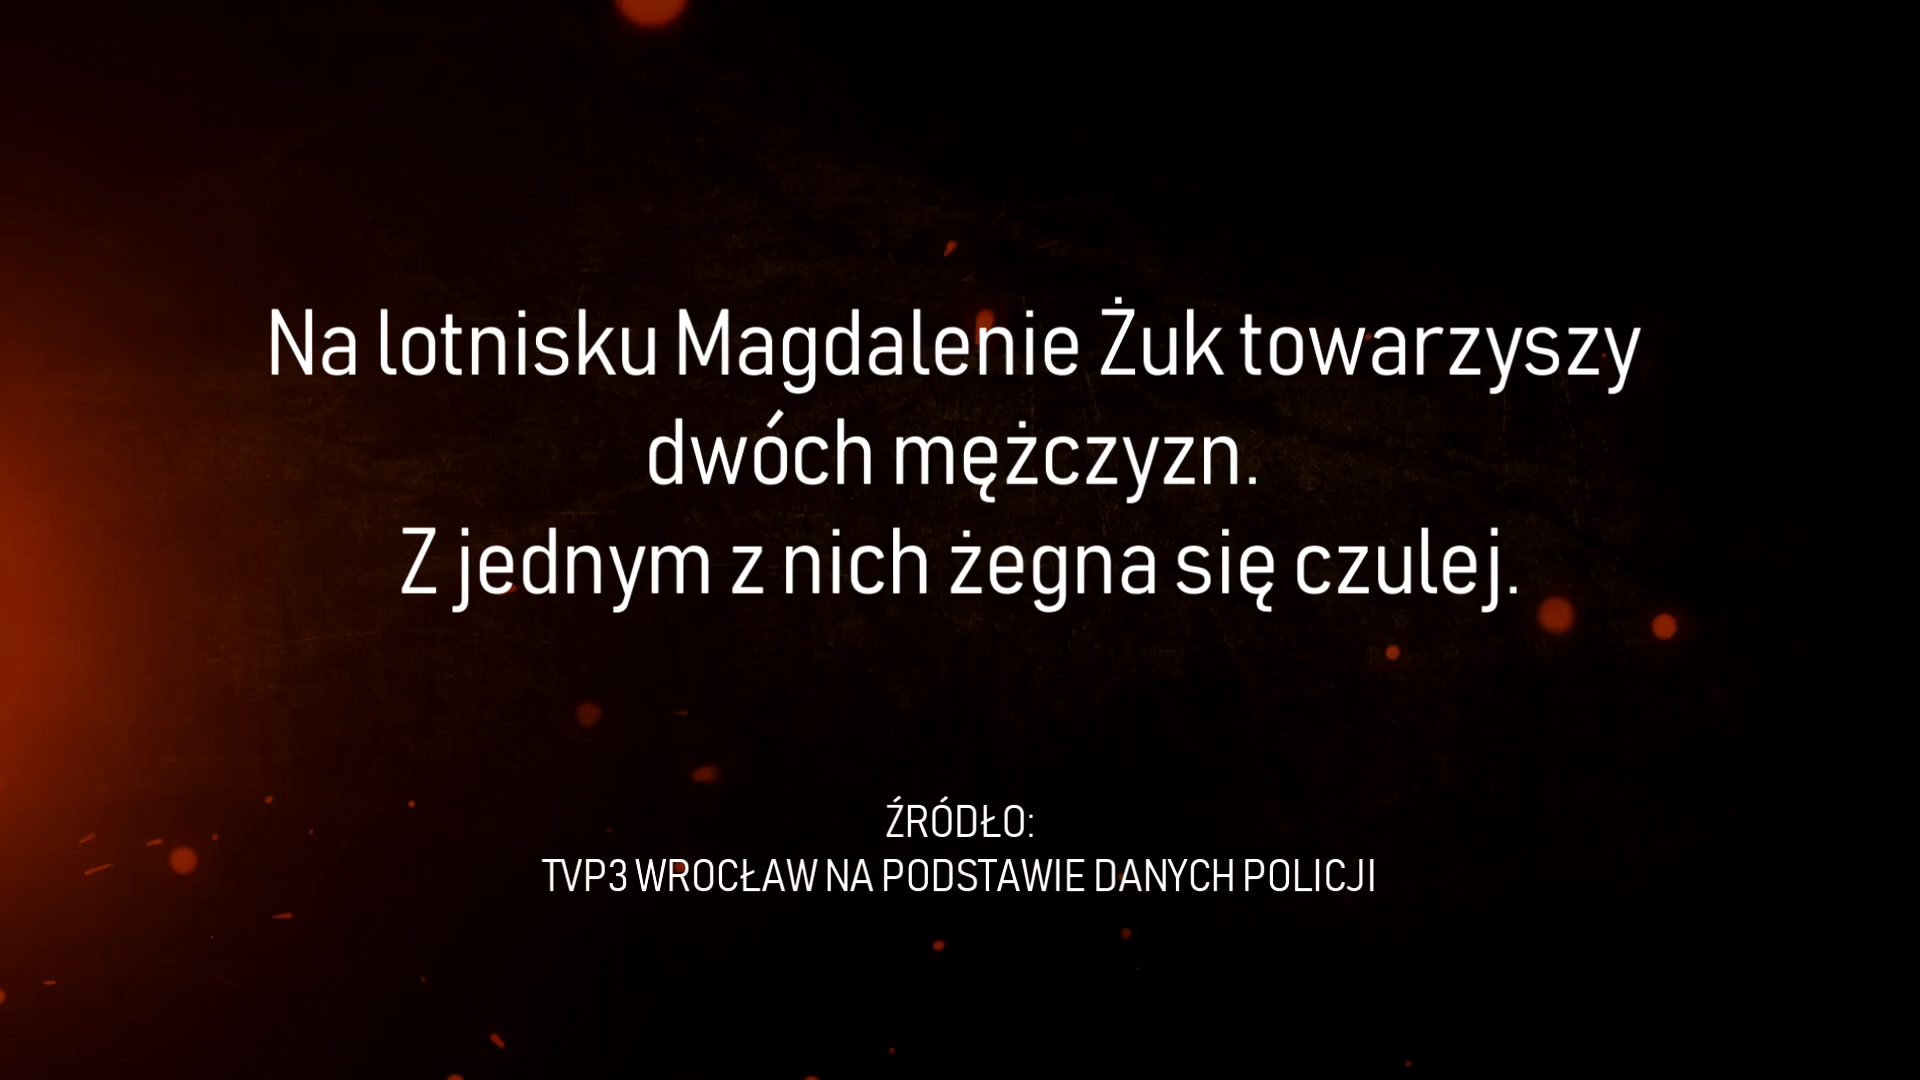 Na lotnisku Magdalenie Żuk towarzyszy
dwóch mężczyzn.
Z jednym z nich żegna się czulej.
ŹRÓDŁO:
TVP3 WROCŁAW NA PODSTAWIE DANYCH POLICJI